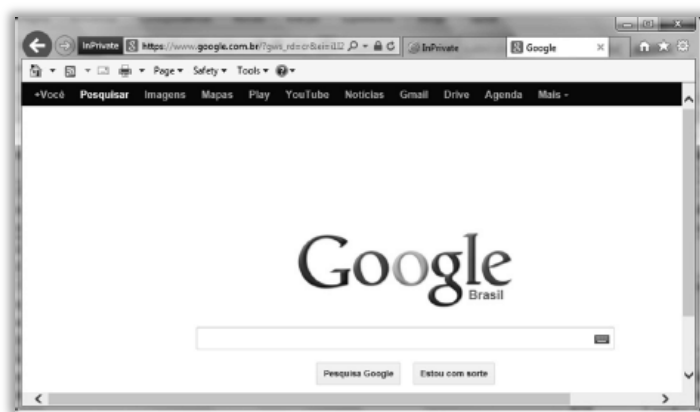 InPrivate https://www.google.com.br/ InPrivate Google
Page Safety Tools
+Você Pesquisar Imagens Mapas Play YouTube Notícias Gmail Drive Agenda Mais
Google
Brasil
Pesquisa Google Estou com sorte